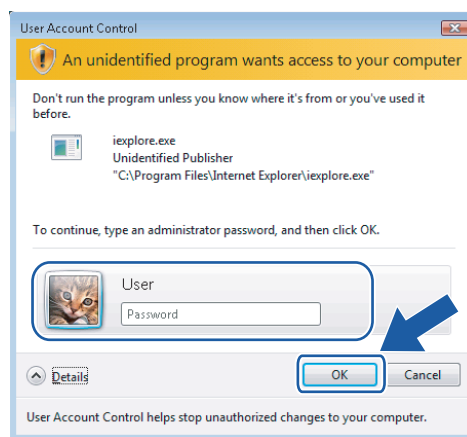 User Account Control
An unidentified program wants access to your computer
Don't run the program unless you know where it's from or you've used it
before.
iexplore.exe
Unidentified Publisher
"C:\Program Files\Internet Explorer\iexplore.exe"
To continue, type an administrator password, and then click OK.
User
Password
Details
OK
Cancel
User Account Control helps stop unauthorized changes to your computer.